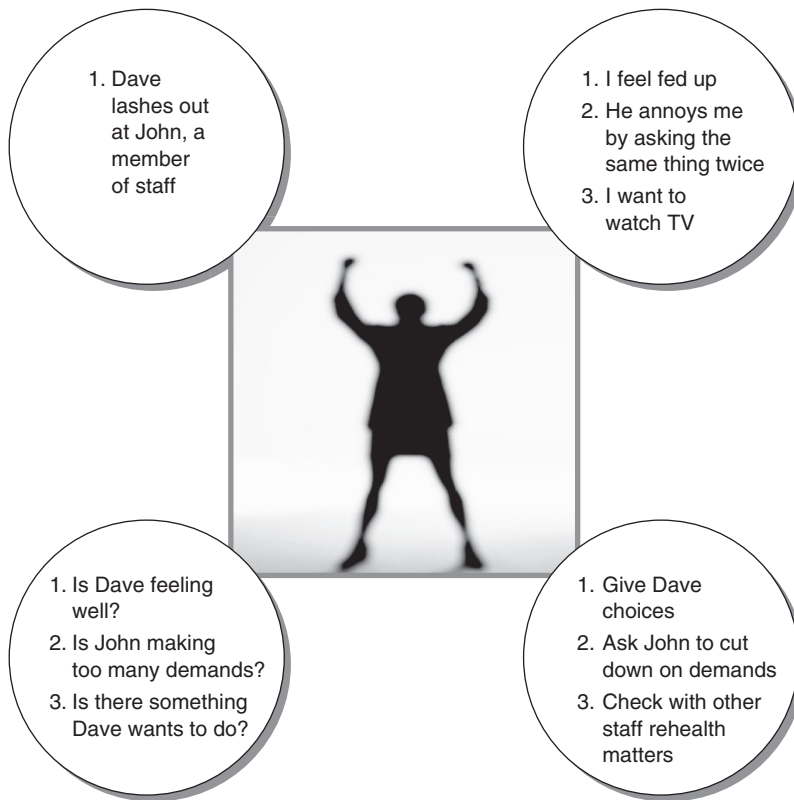 1. Dave
lashes out
at John, a
member
of staff
1. I feel fed up
2. He annoys me
by asking the
same thing twice
3. I want to
watch TV
1. Is Dave feeling
well?
2. Is John making
too many demands?
3. Is there something
Dave wants to do?
1. Give Dave
choices
2. Ask John to cut
down on demands
3. Check with other
staff rehealth
matters